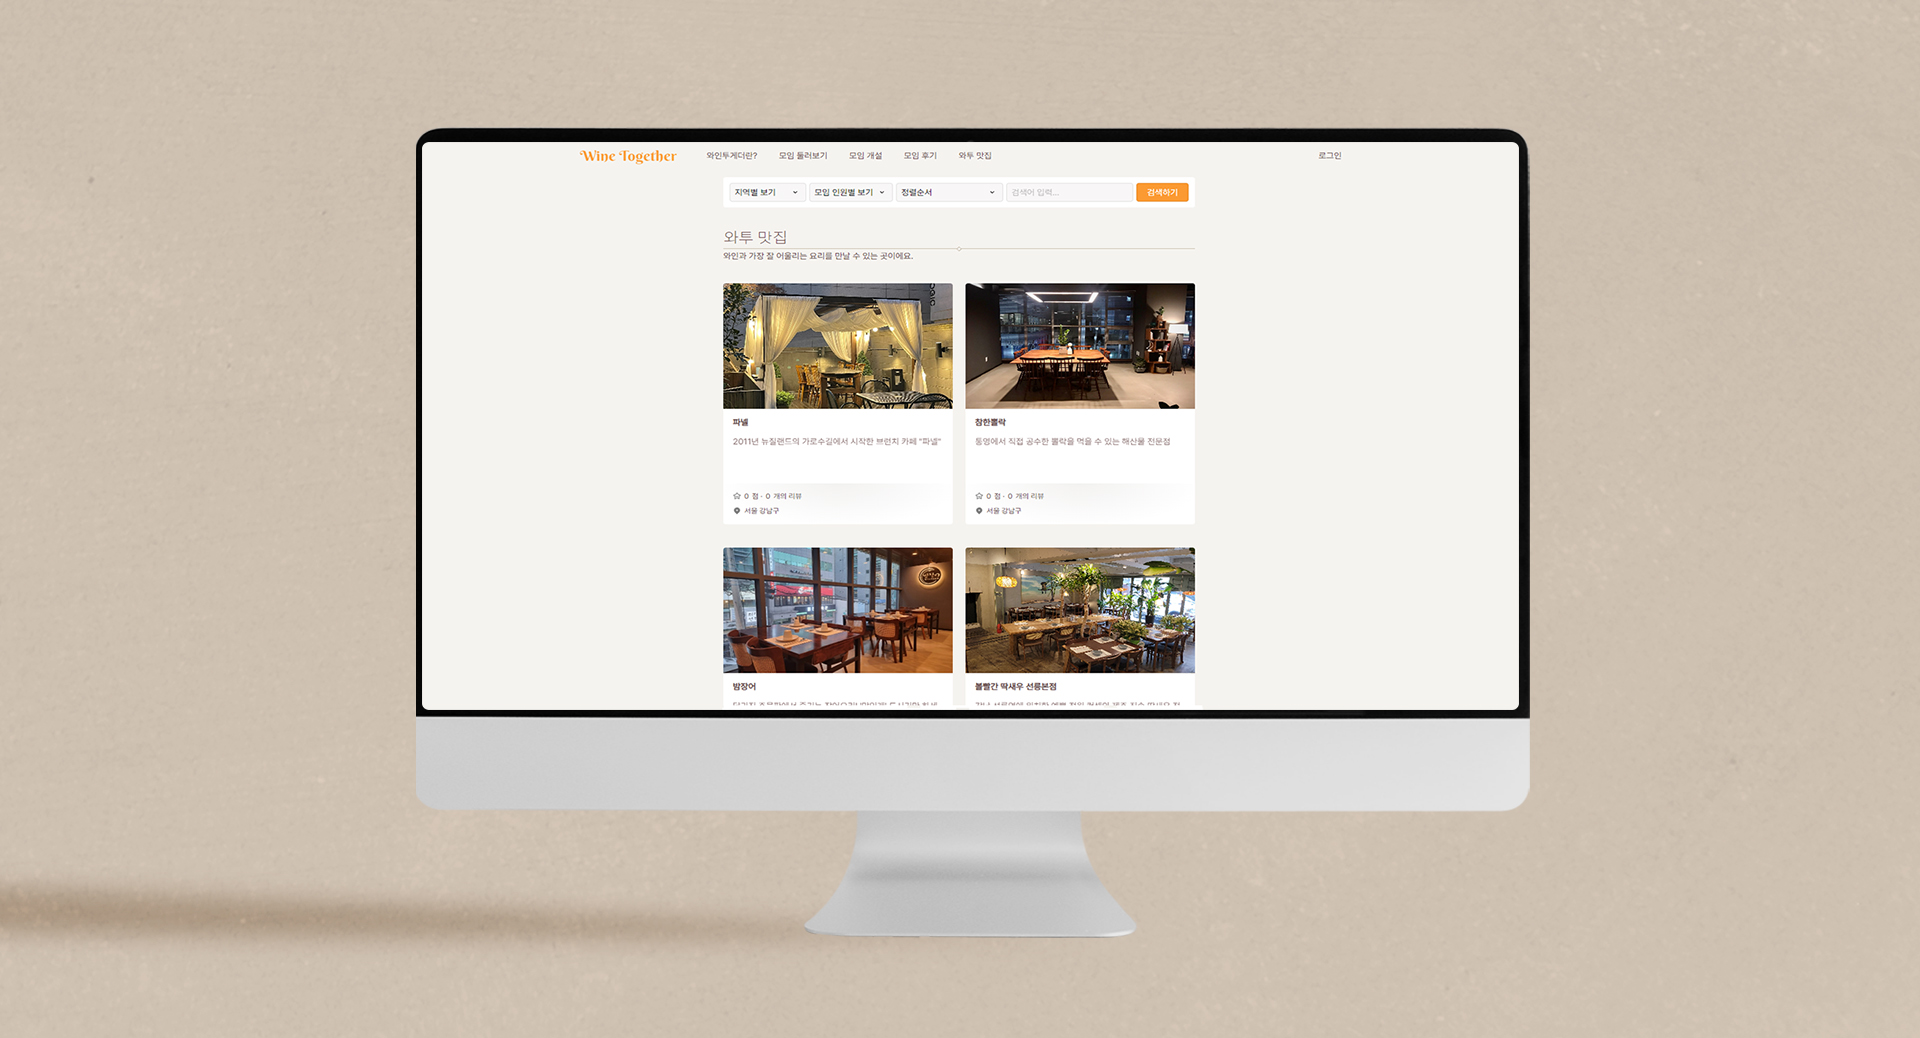 Wine Together 와인투게더란? 모임 둘러보기 모임 개설 모임 후기 와투 맛집 로그인
지역별 보기 모임 인원별 보기 정렬순서 검색어 입력... 검색하기
와투 맛집
와인과 가장 잘 어울리는 요리를 만날 수 있는 곳이에요.
파넬
2011년 뉴질랜드의 가로수길에서 시작한 브런치 카페 "파넬"
0 점 · 0 개의 리뷰
서울 강남구
참한뽈락
통영에서 직접 공수한 뽈락을 먹을 수 있는 해산물 전문점
0 점 · 0 개의 리뷰
서울 강남구
밤장어
볼빨간 딱새우 선릉본점